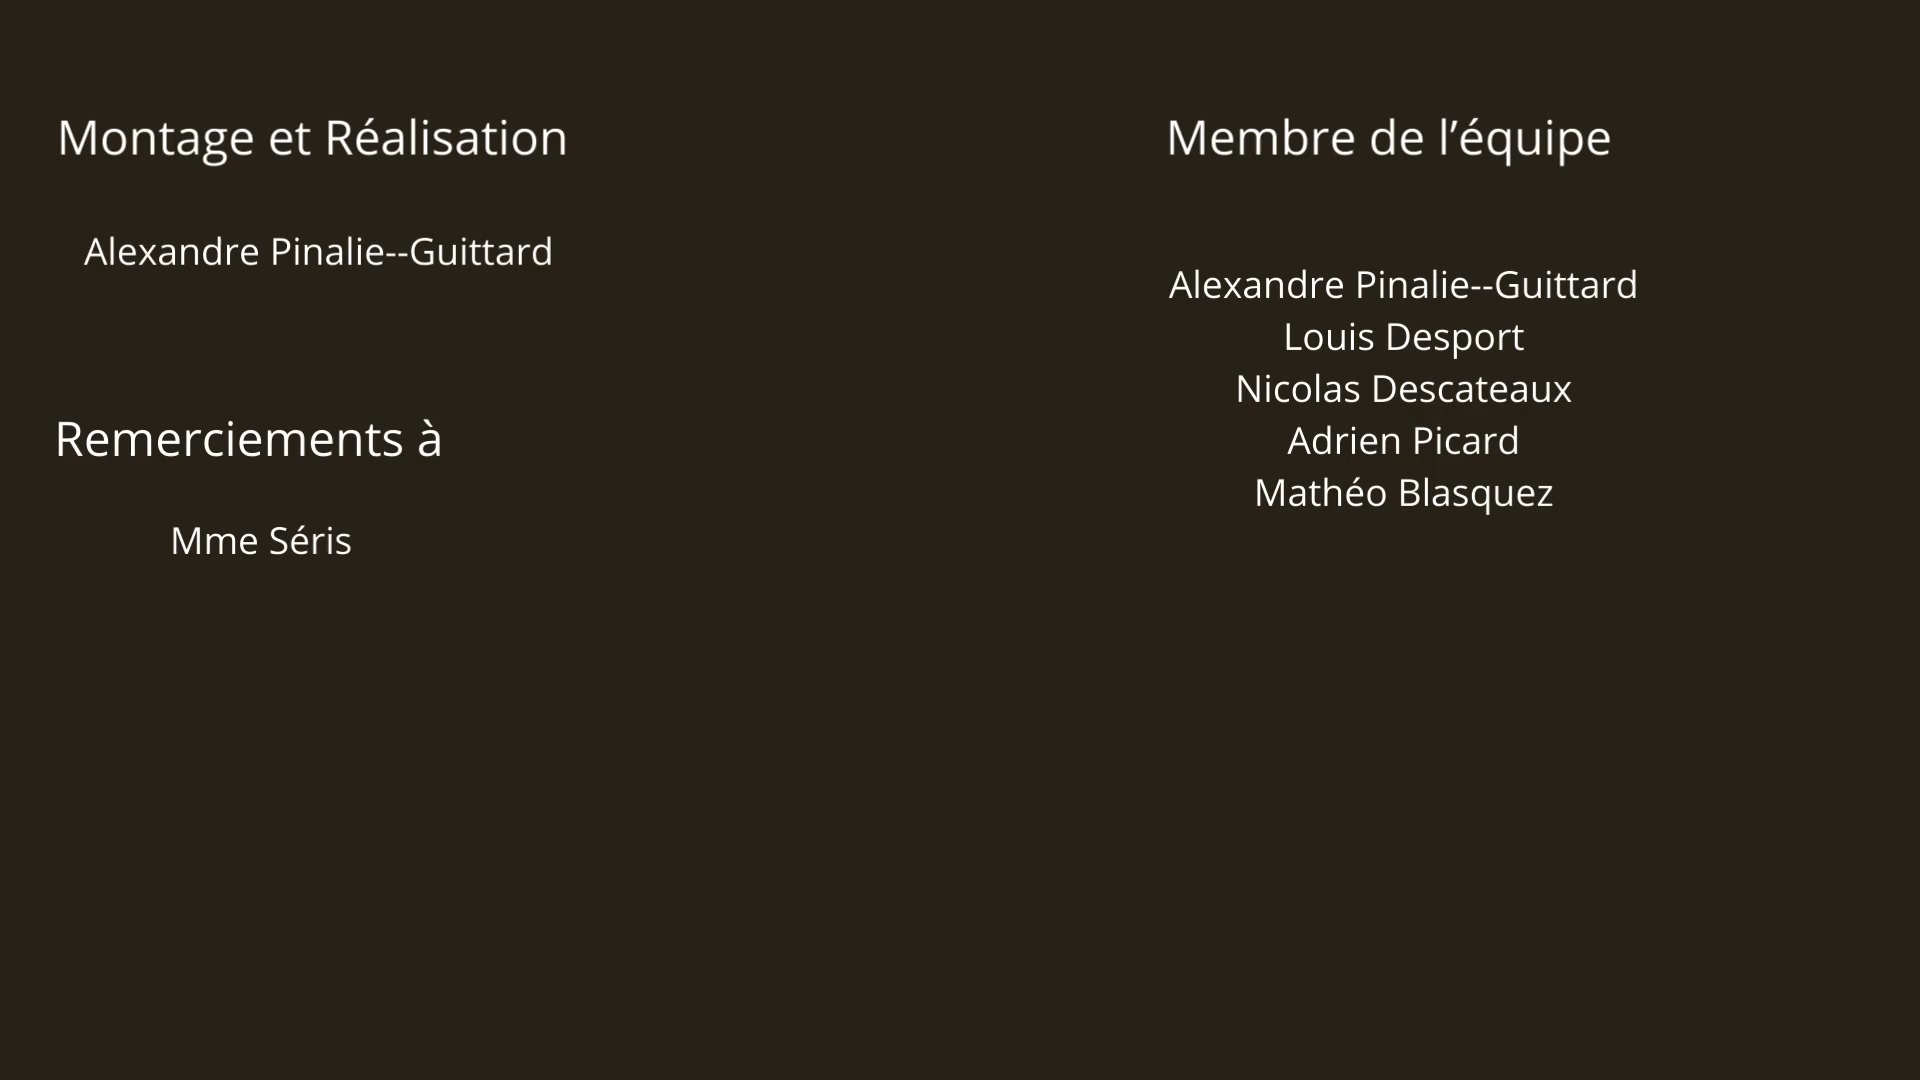 Montage et Réalisation
Alexandre Pinalie--Guittard
Remerciements à
Mme Séris
Membre de l’équipe
Alexandre Pinalie--Guittard
Louis Desport
Nicolas Descateaux
Adrien Picard
Mathéo Blasquez